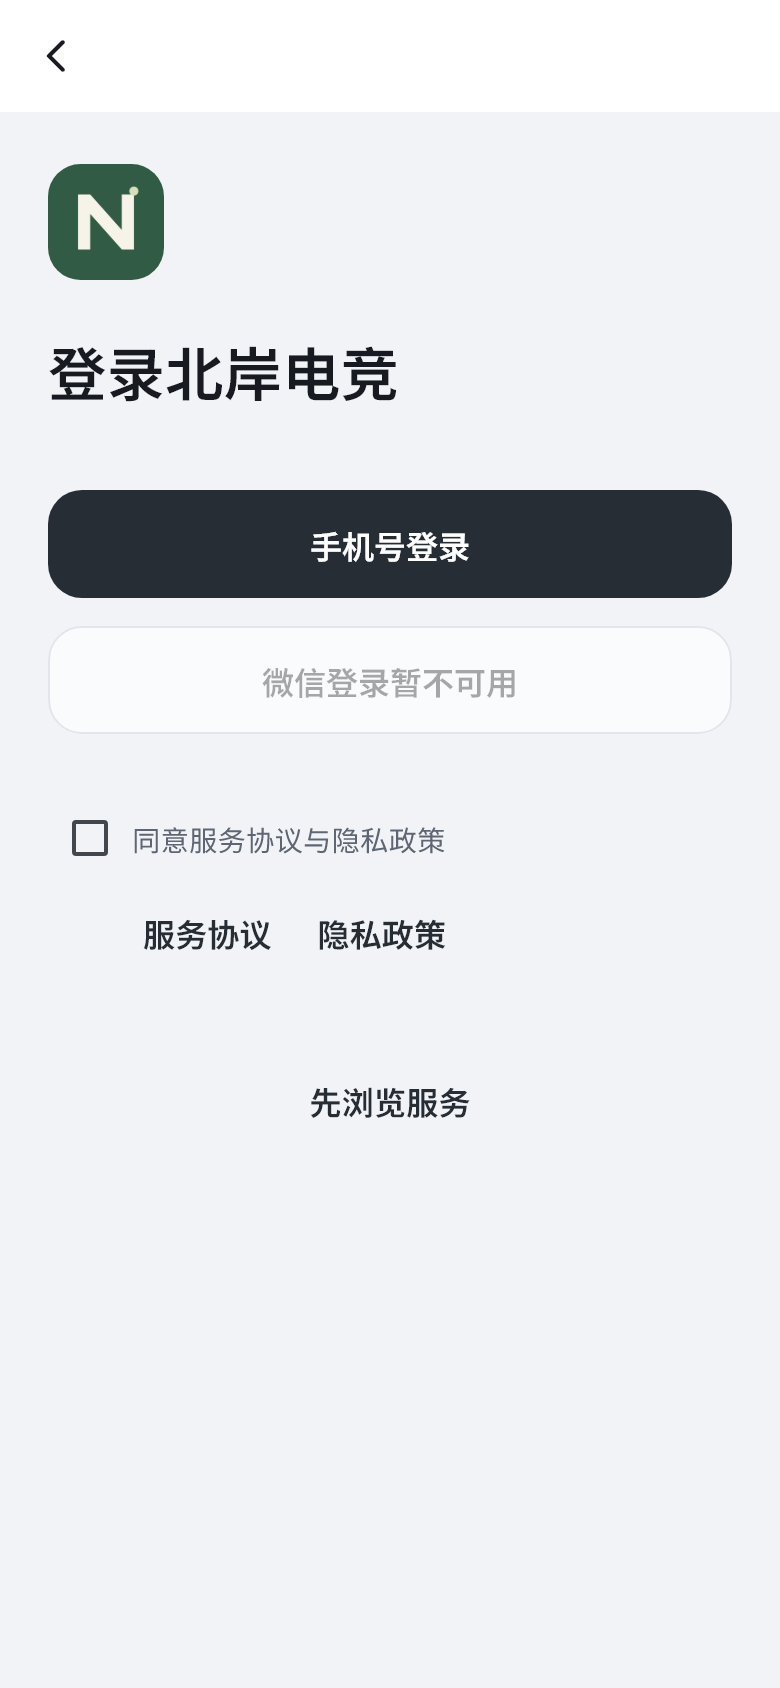 N
登录北岸电竞
手机号登录
微信登录暂不可用
同意服务协议与隐私政策
服务协议 隐私政策
先浏览服务